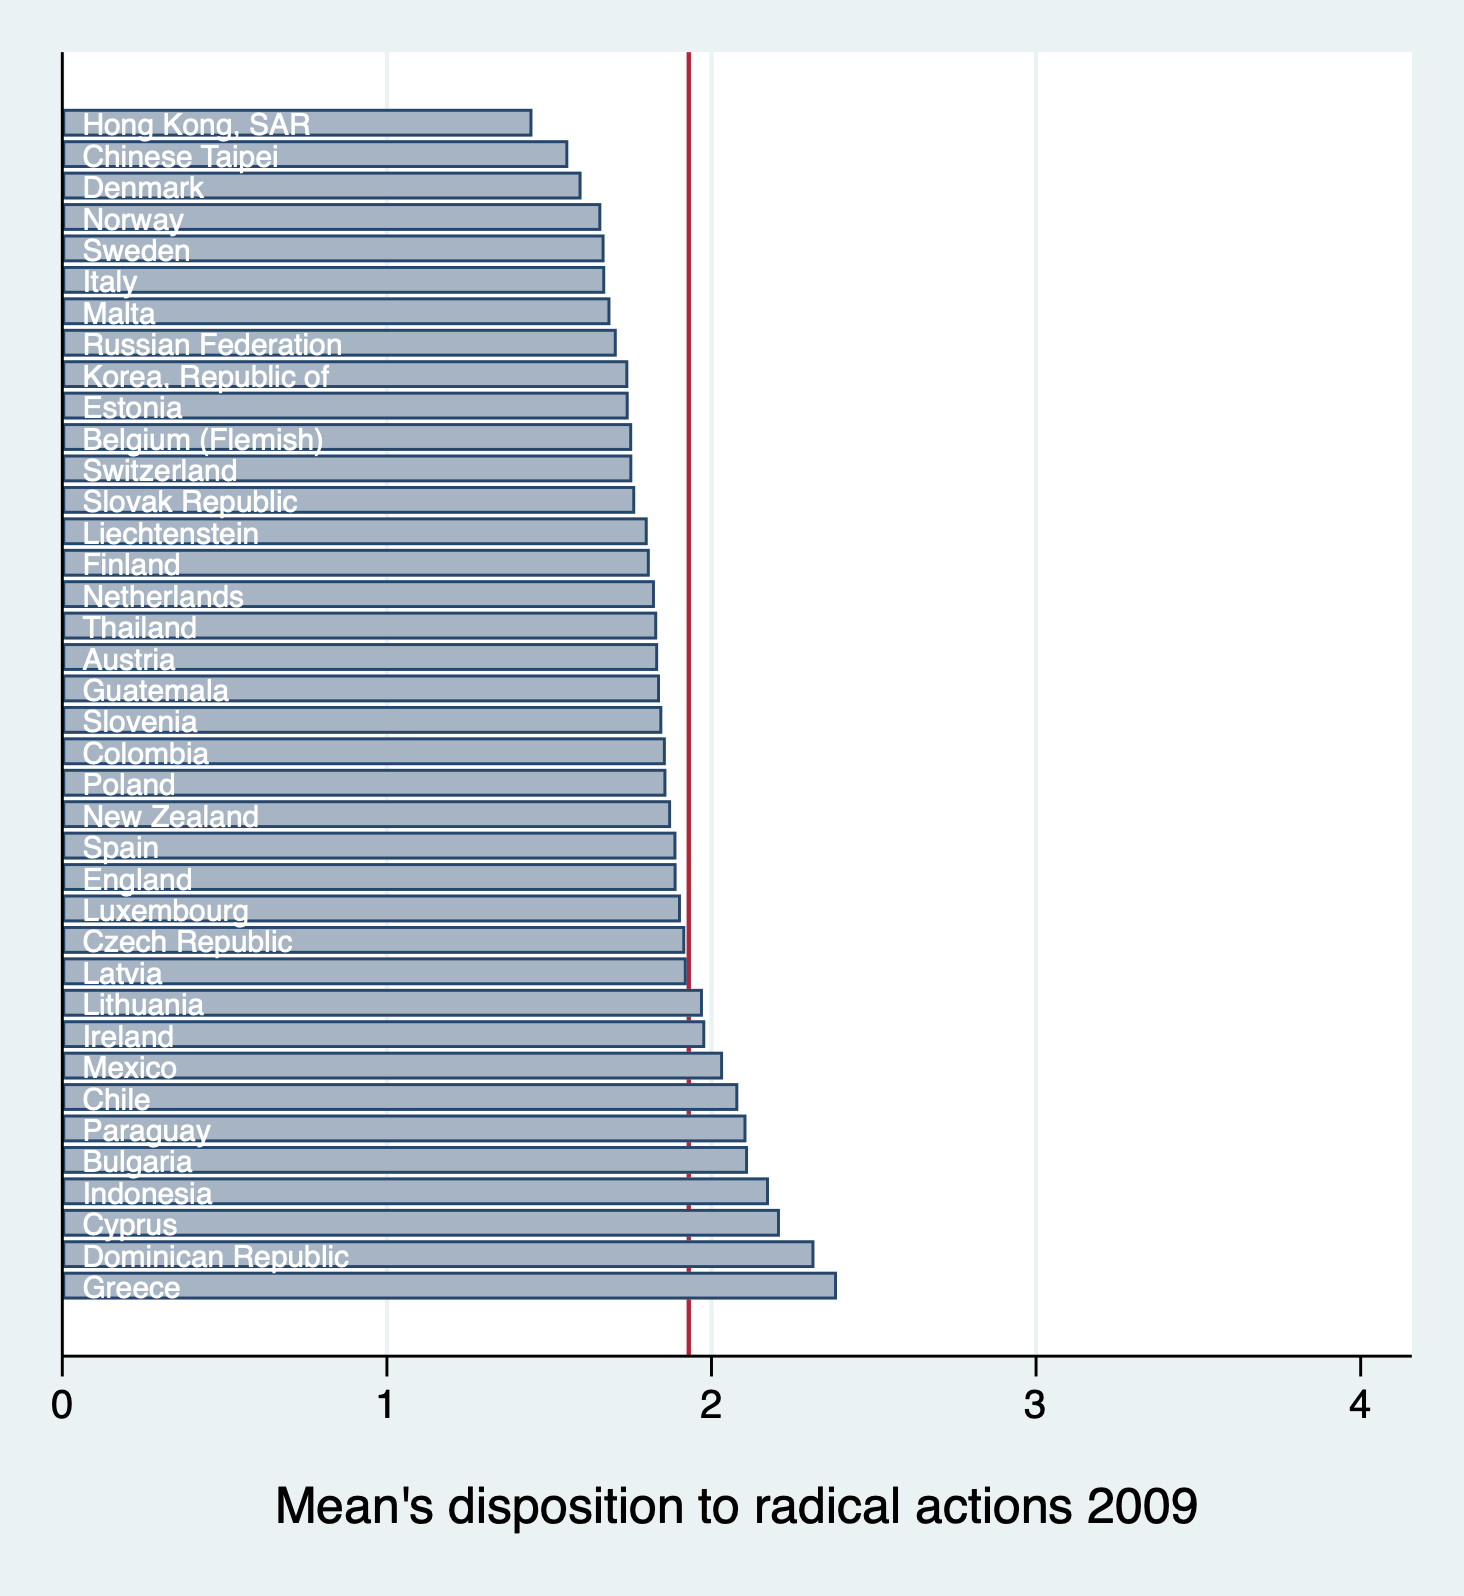 Hong Kong, SAR
Chinese Taipei
Denmark
Norway
Sweden
Italy
Malta
Russian Federation
Korea, Republic of
Estonia
Belgium (Flemish)
Switzerland
Slovak Republic
Liechtenstein
Finland
Netherlands
Thailand
Austria
Guatemala
Slovenia
Colombia
Poland
New Zealand
Spain
England
Luxembourg
Czech Republic
Latvia
Lithuania
Ireland
Mexico
Chile
Paraguay
Bulgaria
Indonesia
Cyprus
Dominican Republic
Greece
0 1 2 3 4
Mean's disposition to radical actions 2009